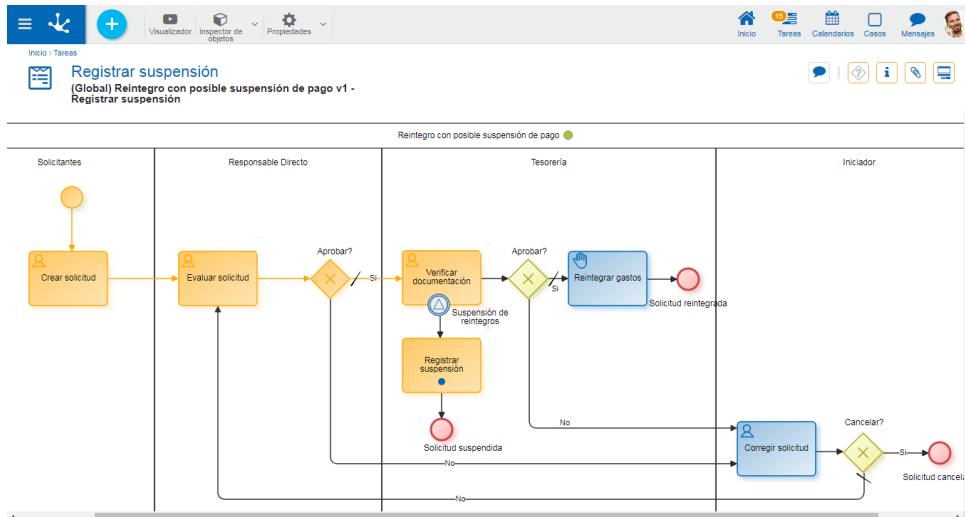 Visualizador
Inspector de
objetos
Propiedades
Inicio
15
Tareas
Calendarios
Casos
Mensajes
Inicio › Tareas
Registrar suspensión
(Global) Reintegro con posible suspensión de pago v1 -
Registrar suspensión
i
Reintegro con posible suspensión de pago
Solicitantes
Responsable Directo
Tesorería
Iniciador
Crear solicitud
Evaluar solicitud
Aprobar?
Si
Verificar
documentación
Aprobar?
Si
Reintegrar gastos
Solicitud reintegrada
Suspensión de
reintegros
Registrar
suspensión
Solicitud suspendida
No
No
No
Corregir solicitud
Cancelar?
Si
Solicitud cancela